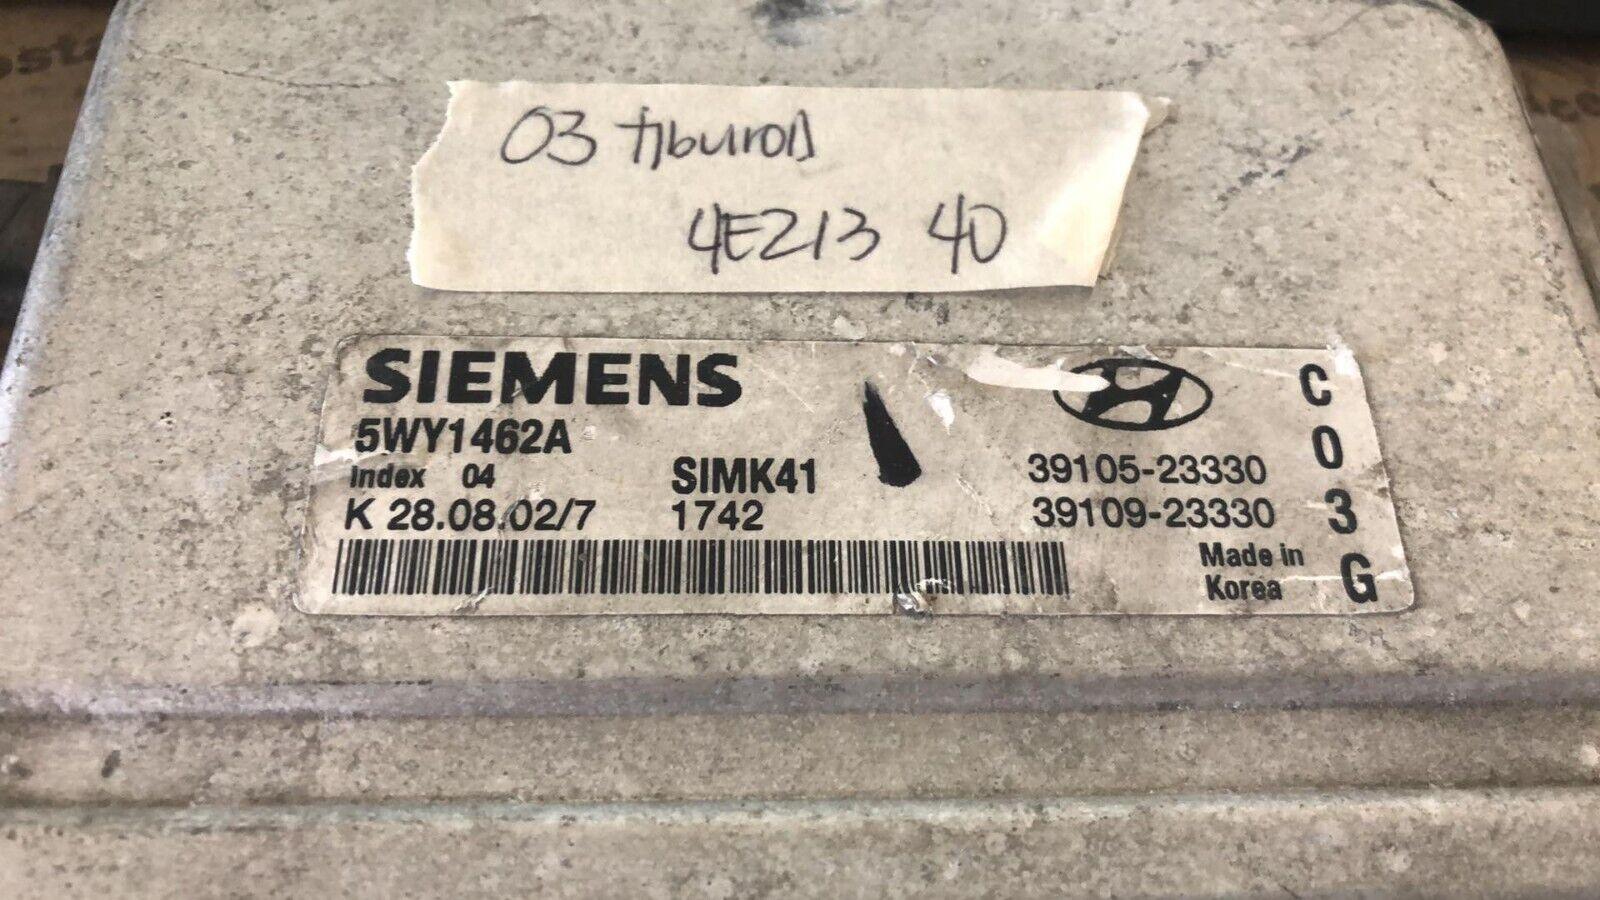 03 tiburon
4E213 40
SIEMENS
5WY1462A
Index 04
SIMK41
K 28.08.02/7
1742
39105-23330
39109-23330
Made in
Korea
C
0
3
G